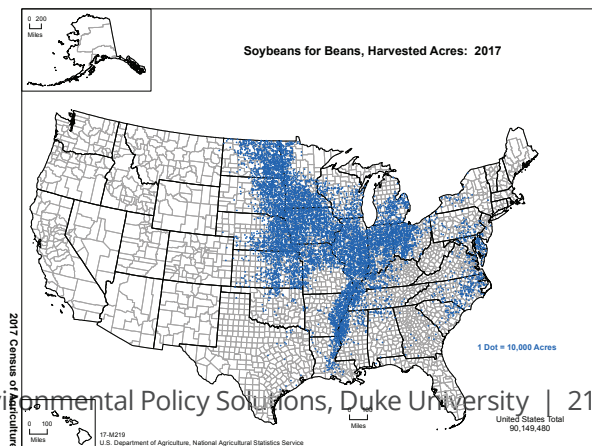 0 200
Miles
Soybeans for Beans, Harvested Acres: 2017
1 Dot = 10,000 Acres
2017 Census of Agriculture
Environmental Policy Solutions, Duke University | 21
0 100
Miles
Miles
United States Total
90,149,480
17-M219
U.S. Department of Agriculture, National Agricultural Statistics Service